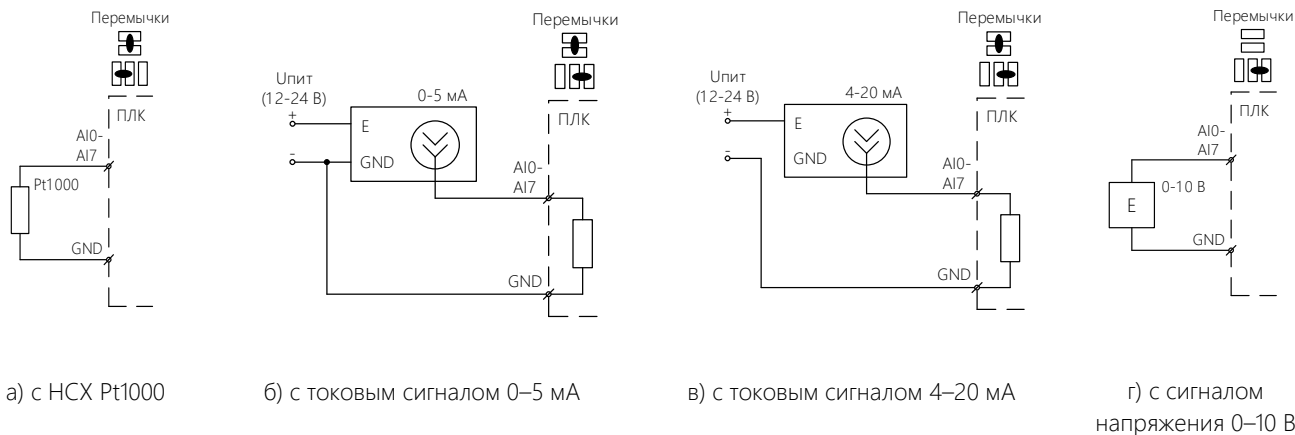 Перемычки
ПЛК
AI0-
AI7
Pt1000
GND
а) с НСХ Pt1000
Перемычки
Uпит
(12-24 В)
+
-
0-5 мА
E
GND
ПЛК
AI0-
AI7
GND
б) с токовым сигналом 0–5 мА
Перемычки
Uпит
(12-24 В)
+
-
4-20 мА
E
GND
ПЛК
AI0-
AI7
GND
в) с токовым сигналом 4–20 мА
Перемычки
ПЛК
AI0-
AI7
0-10 В
E
GND
г) с сигналом
напряжения 0–10 В